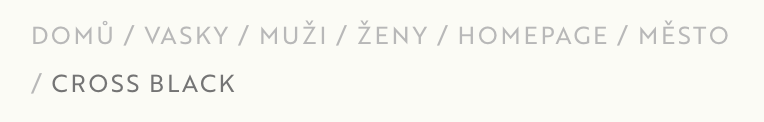 DOMŮ / VASKY / MUŽI / ŽENY / HOMEPAGE / MĚSTO
/ CROSS BLACK